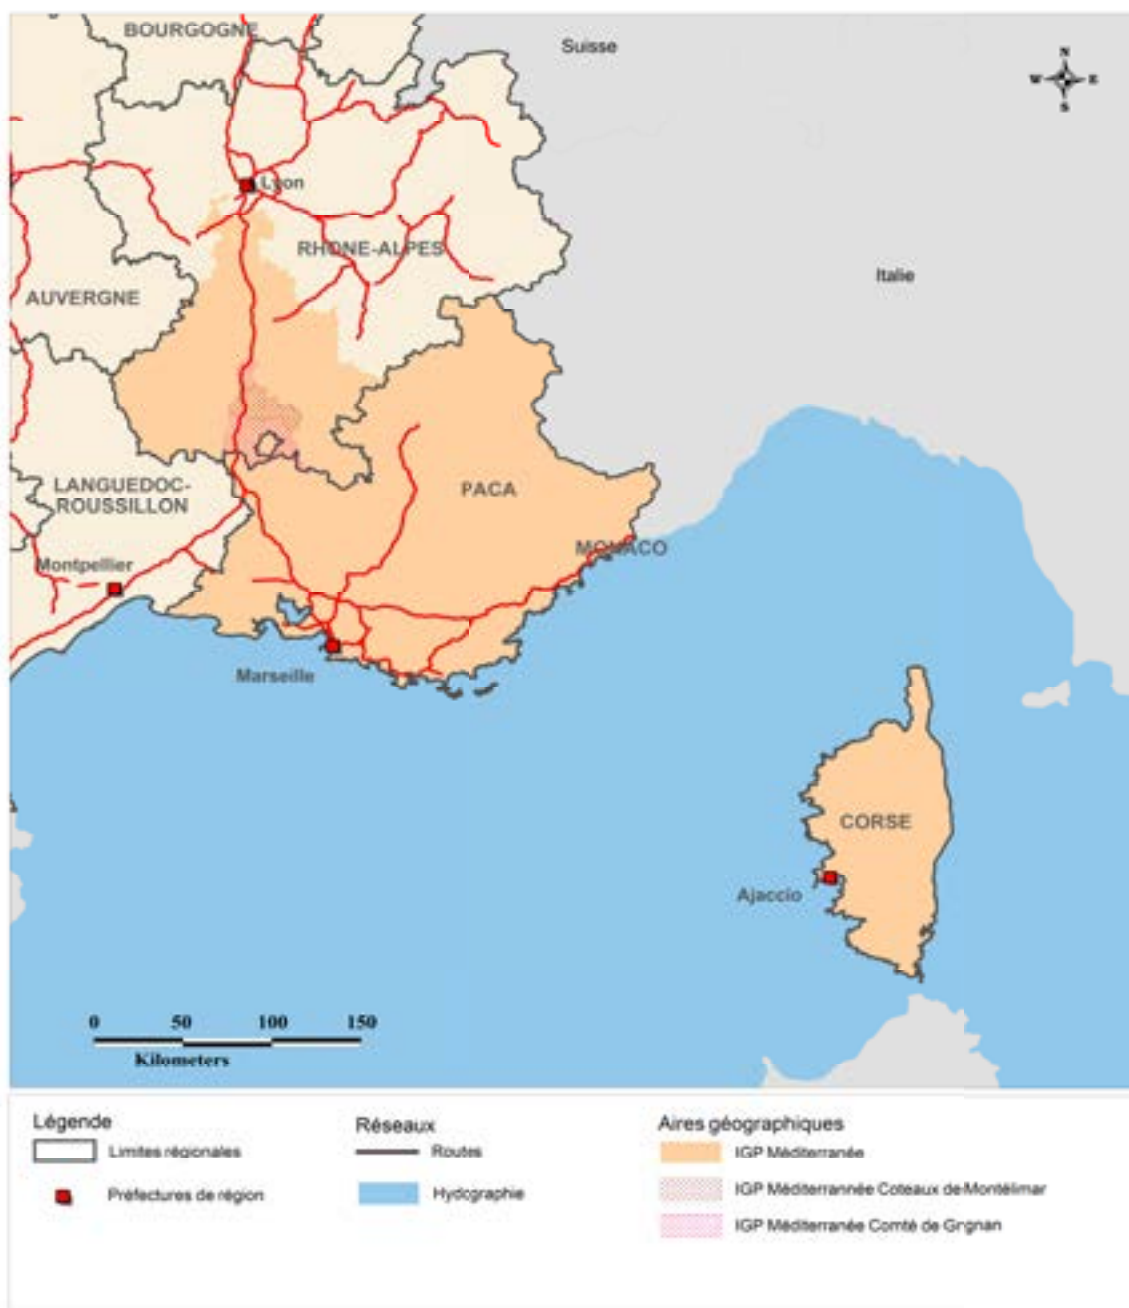 BOURGOGNE
Suisse
N
W E
S
Lyon
RHONE-ALPES
Italie
AUVERGNE
LANGUEDOC-
ROUSSILLON
PACA
MONACO
Montpellier
Marseille
CORSE
Ajaccio
0 50 100 150
Kilometers
Légende
Limites régionales
Préfectures de région
Réseaux
Routes
Hydrgraphie
Aires géographiques
IGP Méditerranée
IGP Méditerrannée Coteaux de Montélimar
IGP Méditerranée Comté de Grignan